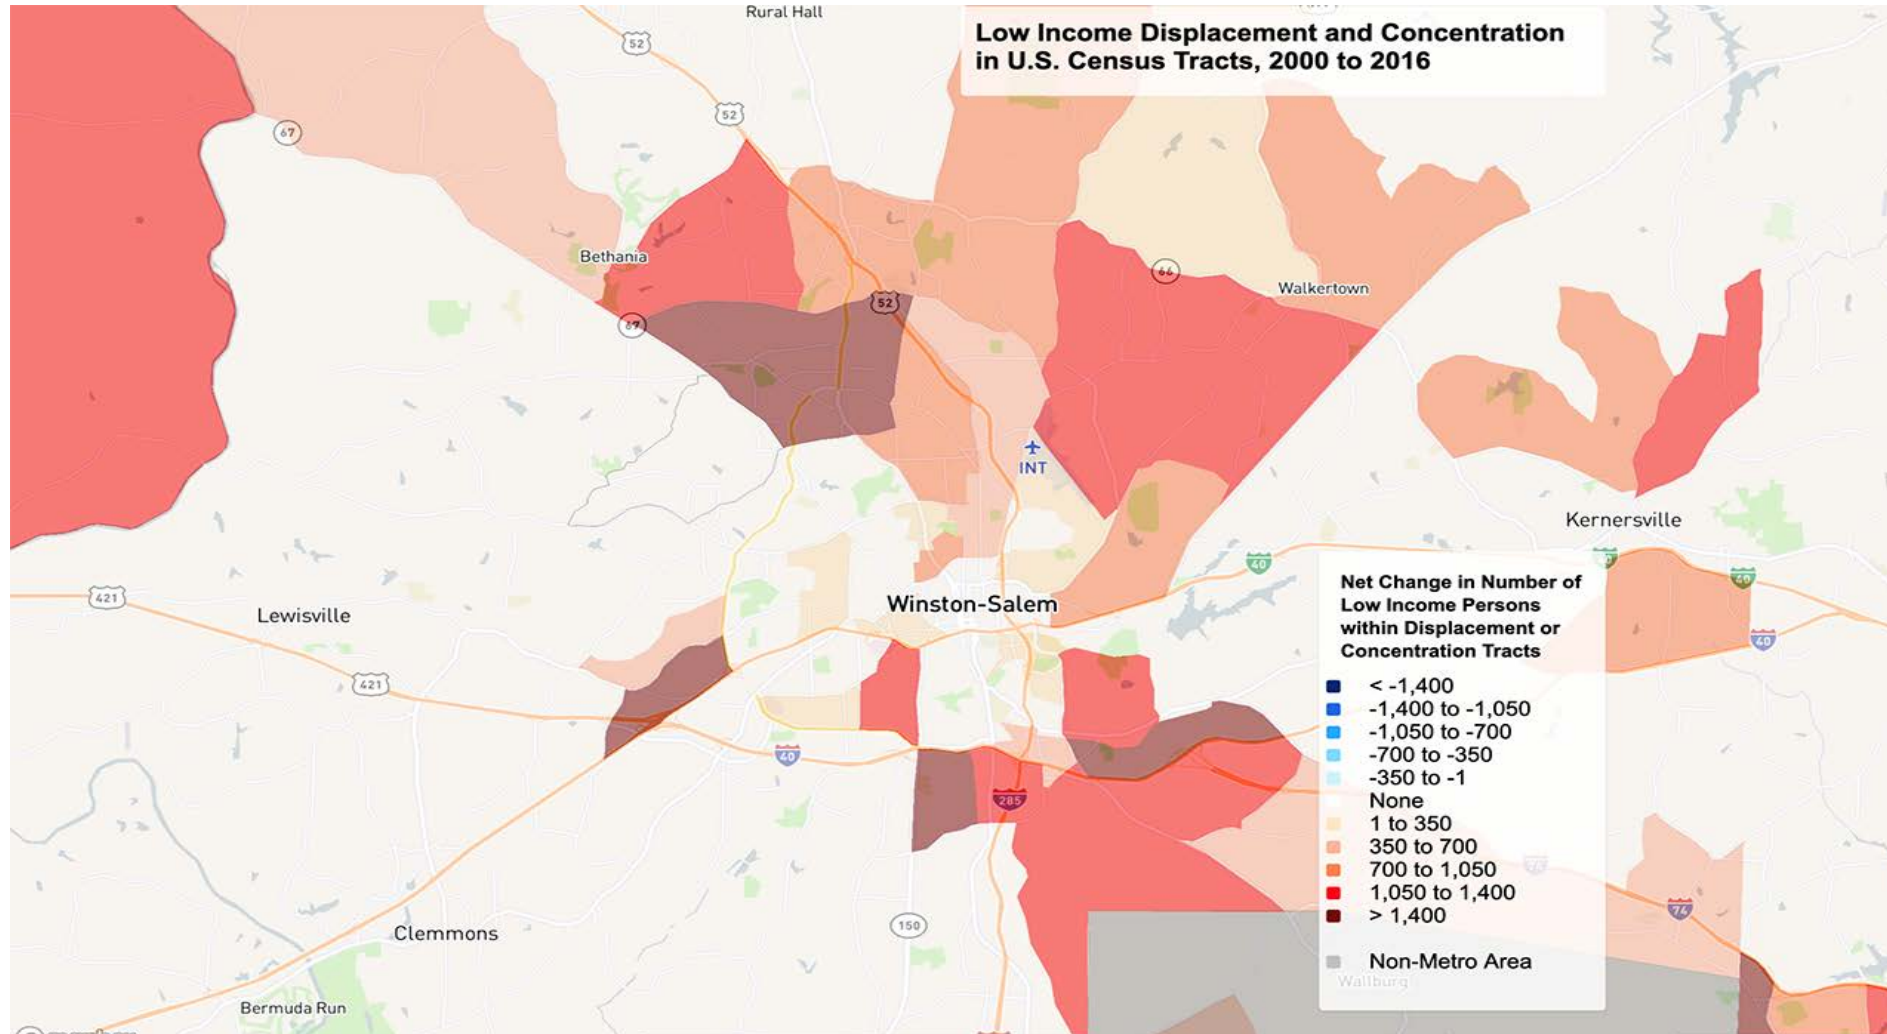 Rural Hall
Low Income Displacement and Concentration
in U.S. Census Tracts, 2000 to 2016
52
52
67
Bethania
66
Walkertown
52
67
INT
Kernersville
40
40
421
Lewisville
Winston-Salem
40
421
40
285
74
150
Clemmons
Bermuda Run
Net Change in Number of
Low Income Persons
within Displacement or
Concentration Tracts
< -1,400
-1,400 to -1,050
-1,050 to -700
-700 to -350
-350 to -1
None
1 to 350
350 to 700
700 to 1,050
1,050 to 1,400
> 1,400
Non-Metro Area
Wallburg